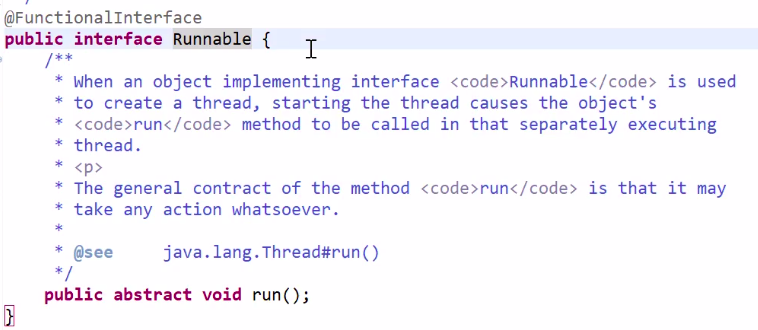 */
@FunctionalInterface
public interface Runnable {
/**
* When an object implementing interface <code>Runnable</code> is used
* to create a thread, starting the thread causes the object's
* <code>run</code> method to be called in that separately executing
* thread.
* <p>
* The general contract of the method <code>run</code> is that it may
* take any action whatsoever.
*
* @see     java.lang.Thread#run()
*/
public abstract void run();
}